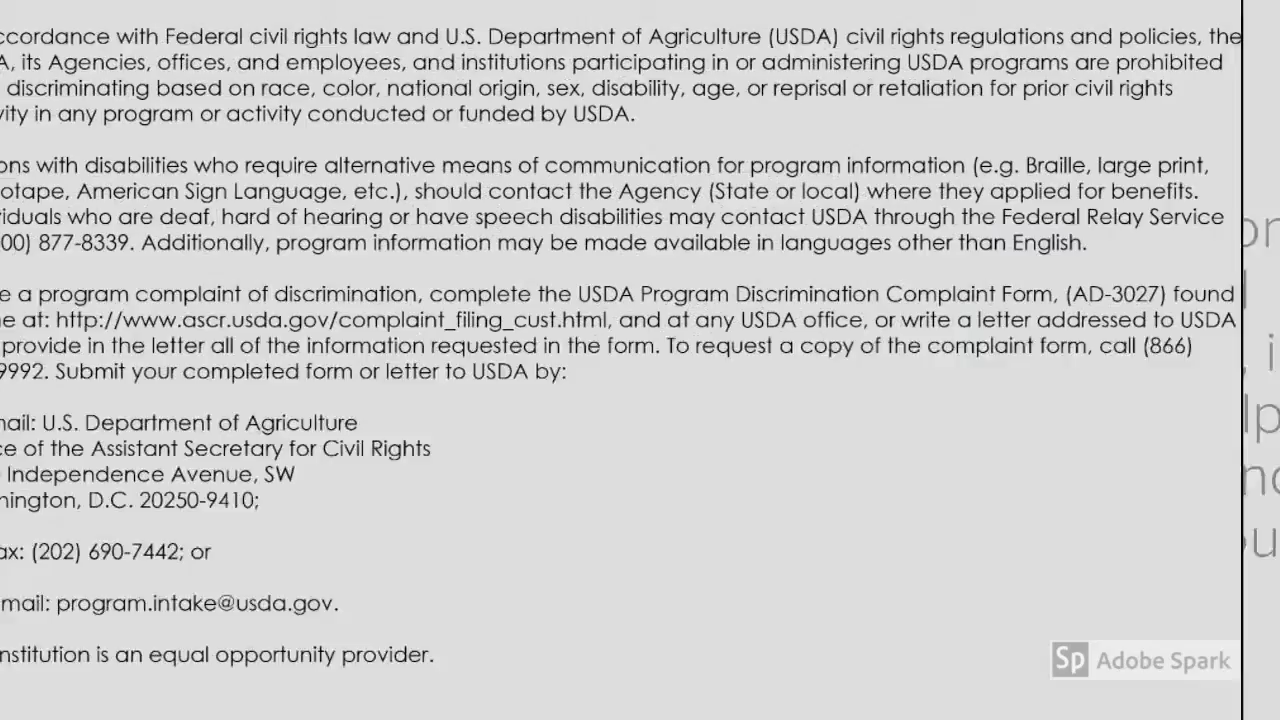 ccordance with Federal civil rights law and U.S. Department of Agriculture (USDA) civil rights regulations and policies, the
A, its Agencies, offices, and employees, and institutions participating in or administering USDA programs are prohibited
discriminating based on race, color, national origin, sex, disability, age, or reprisal or retaliation for prior civil rights
vity in any program or activity conducted or funded by USDA.
ons with disabilities who require alternative means of communication for program information (e.g. Braille, large print,
otape, American Sign Language, etc.), should contact the Agency (State or local) where they applied for benefits.
viduals who are deaf, hard of hearing or have speech disabilities may contact USDA through the Federal Relay Service
00) 877-8339. Additionally, program information may be made available in languages other than English.
e a program complaint of discrimination, complete the USDA Program Discrimination Complaint Form, (AD-3027) found
ne at: http://www.ascr.usda.gov/complaint_filing_cust.html, and at any USDA office, or write a letter addressed to USDA
provide in the letter all of the information requested in the form. To request a copy of the complaint form, call (866)
9992. Submit your completed form or letter to USDA by:
nail: U.S. Department of Agriculture
ce of the Assistant Secretary for Civil Rights
Independence Avenue, SW
hington, D.C. 20250-9410;
ax: (202) 690-7442; or
mail: program.intake@usda.gov.
nstitution is an equal opportunity provider.
Sp Adobe Spark